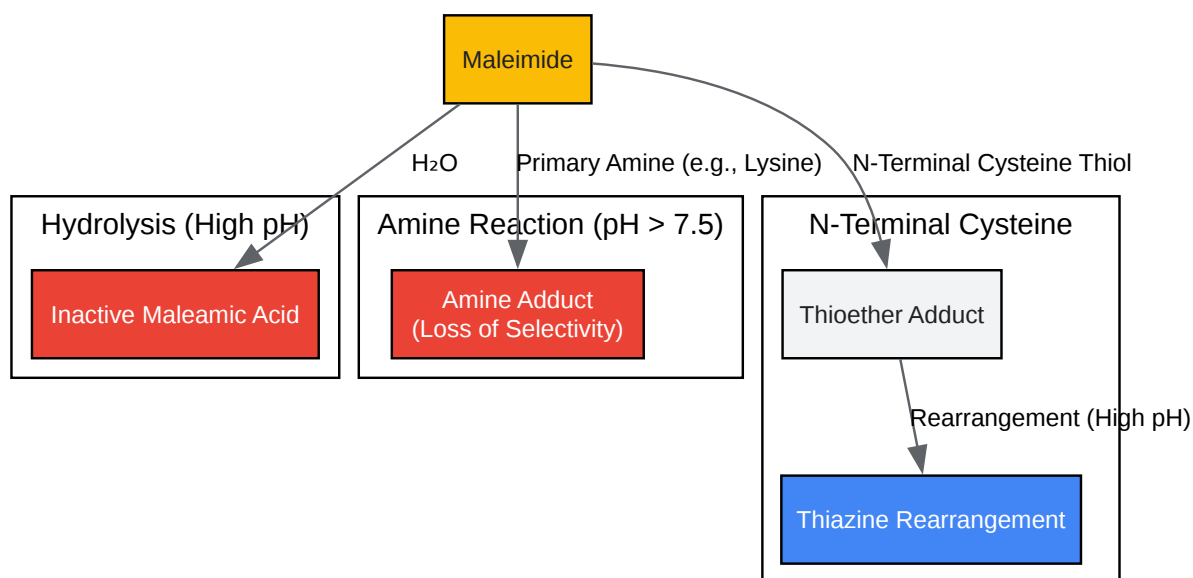 Maleimide
H₂O
Primary Amine (e.g., Lysine)
N-Terminal Cysteine Thiol
Hydrolysis (High pH)
Amine Reaction (pH > 7.5)
N-Terminal Cysteine
Inactive Maleamic Acid
Amine Adduct
(Loss of Selectivity)
Thioether Adduct
Rearrangement (High pH)
Thiazine Rearrangement